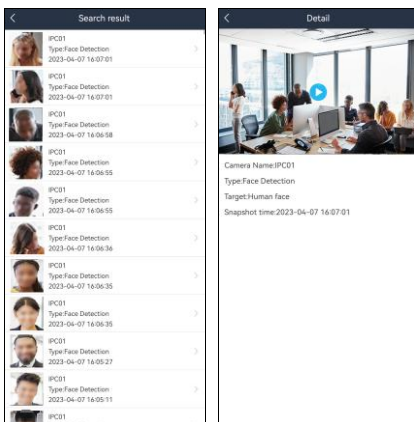 Search result
IPC01
Type:Face Detection
2023-04-07 16:07:01
IPC01
Type:Face Detection
2023-04-07 16:07:01
IPC01
Type:Face Detection
2023-04-07 16:06:58
IPC01
Type:Face Detection
2023-04-07 16:06:55
IPC01
Type:Face Detection
2023-04-07 16:06:55
IPC01
Type:Face Detection
2023-04-07 16:06:36
IPC01
Type:Face Detection
2023-04-07 16:06:35
IPC01
Type:Face Detection
2023-04-07 16:06:35
IPC01
Type:Face Detection
2023-04-07 16:05:27
IPC01
Type:Face Detection
2023-04-07 16:05:11
IPC01
Detail
Camera Name:IPC01
Type:Face Detection
Target:Human face
Snapshot time:2023-04-07 16:07:01